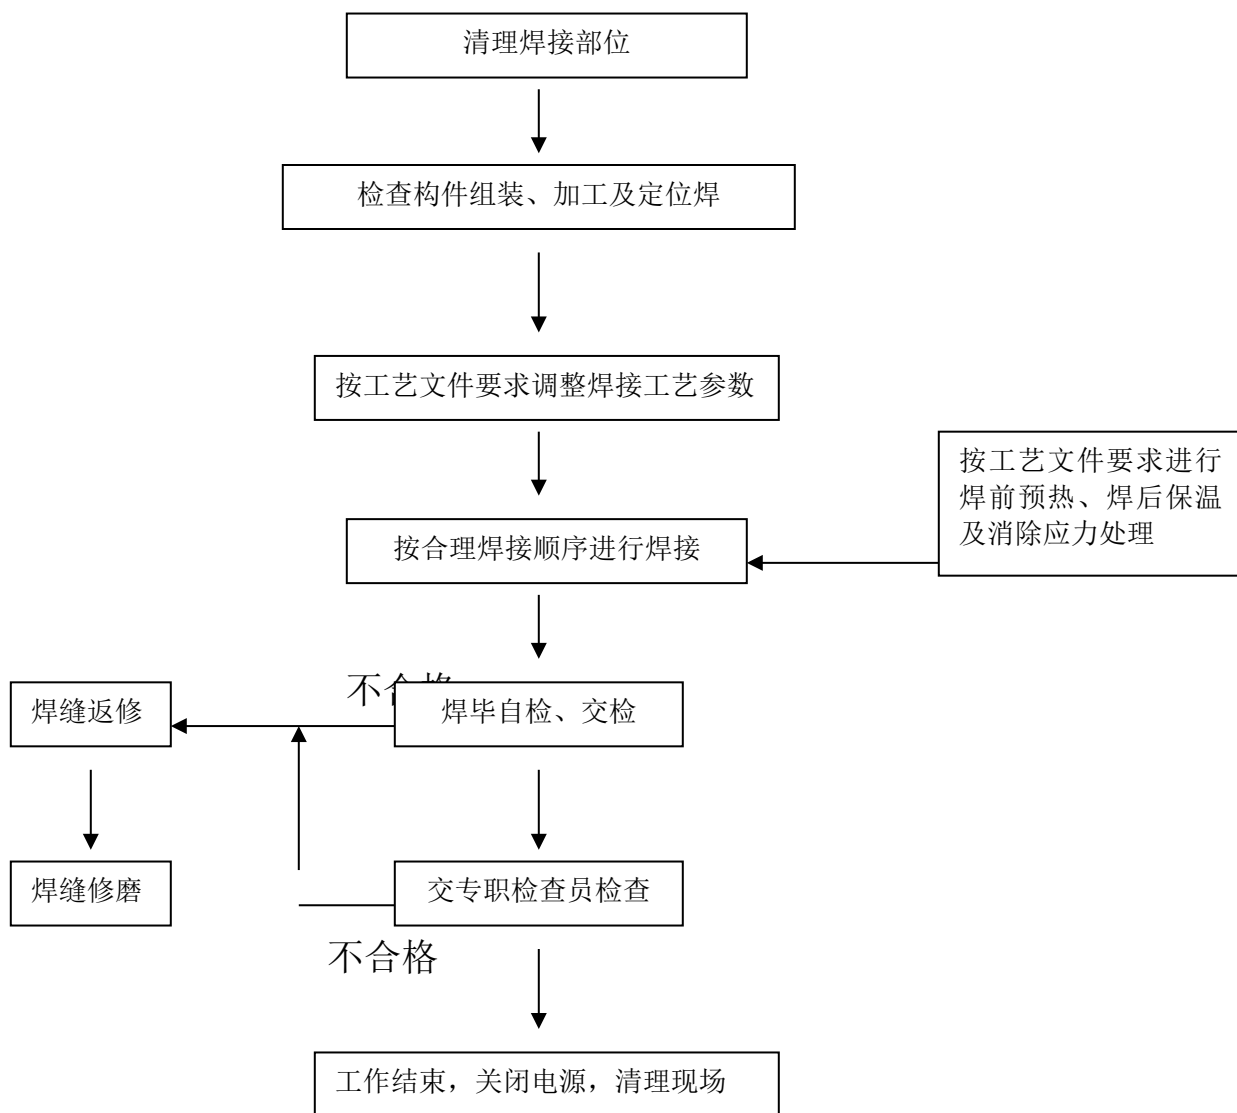 清理焊接部位
检查构件组装、加工及定位焊
按工艺文件要求调整焊接工艺参数
按工艺文件要求进行
焊前预热、焊后保温
及消除应力处理
按合理焊接顺序进行焊接
不合格
焊缝返修
焊毕自检、交检
焊缝修磨
交专职检查员检查
不合格
工作结束，关闭电源，清理现场